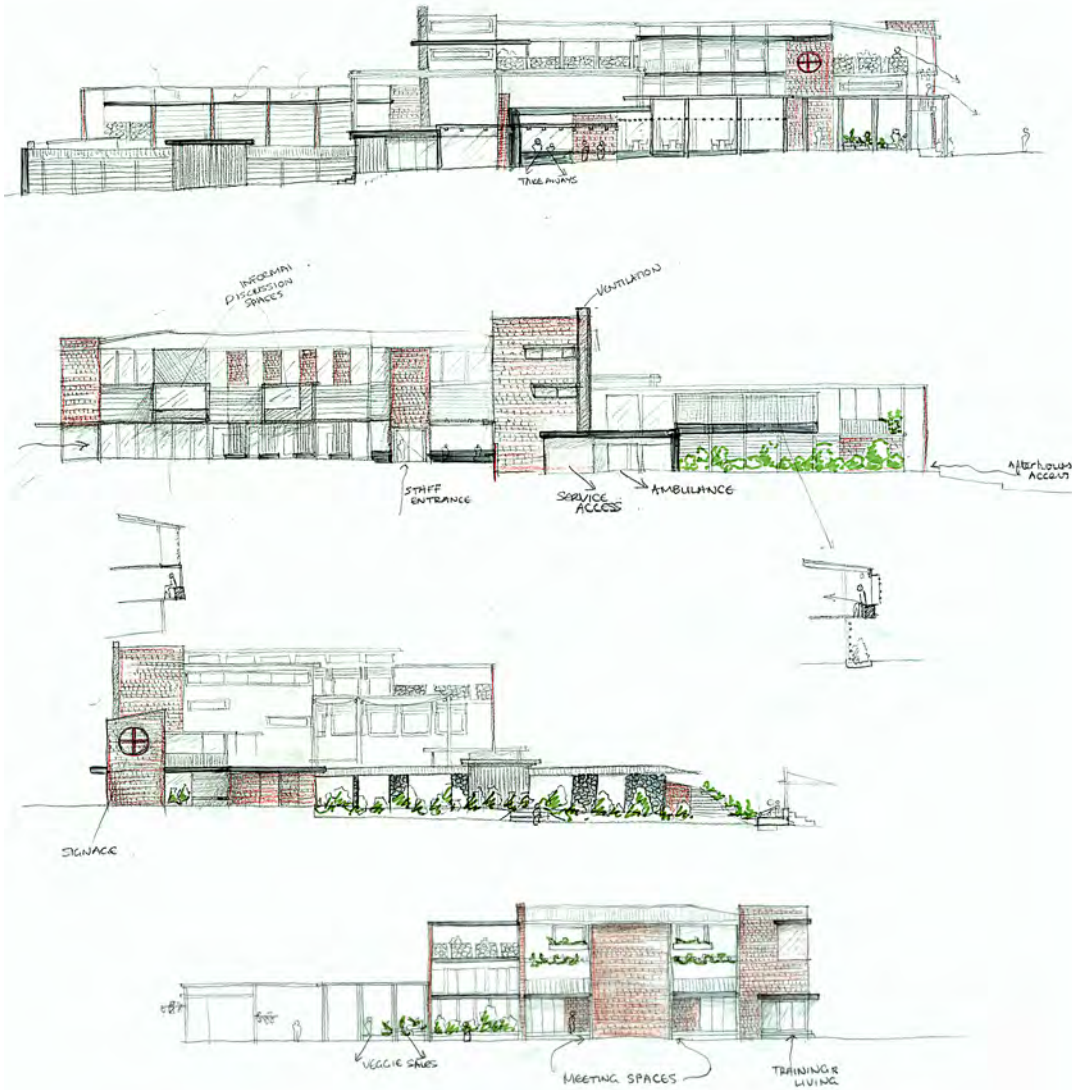 TAKE AWAYS
INFORMAL
DISCUSSION
SPACES
VENTILATION
STAFF
ENTRANCE
SERVICE
ACCESS
AMBULANCE
Afterhours
Access
SIGNAGE
VEGGIE SALES
MEETING SPACES
TRAINING &
LIVING